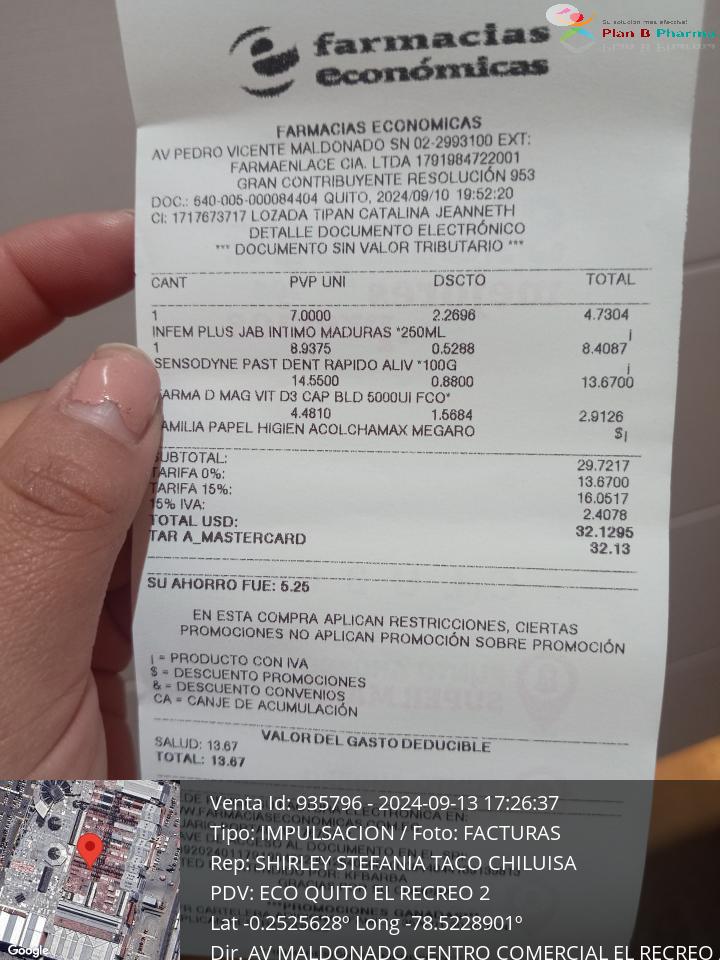 Su solución más efectiva!
Plan B Pharma
farmacias
económicas
FARMACIAS ECONOMICAS
AV PEDRO VICENTE MALDONADO SN 02-2993100 EXT:
FARMAENLACE CIA. LTDA 1791984722001
GRAN CONTRIBUYENTE RESOLUCIÓN 953
DOC.: 640-005-000084404 QUITO, 2024/09/10 19:52:20
CI: 1717673717 LOZADA TIPAN CATALINA JEANNETH
DETALLE DOCUMENTO ELECTRÓNICO
*** DOCUMENTO SIN VALOR TRIBUTARIO ***
CANT PVP UNI DSCTO TOTAL
1 7.0000 2.2696 4.7304
INFEM PLUS JAB INTIMO MADURAS *250ML ¡
1 8.9375 0.5288 8.4087
SENSODYNE PAST DENT RAPIDO ALIV *100G ¡
14.5500 0.8800 13.6700
ARMA D MAG VIT D3 CAP BLD 5000UI FCO*
4.4810 1.5684 2.9126
AMILIA PAPEL HIGIEN ACOLCHAMAX MEGARO $¡
SUBTOTAL: 29.7217
TARIFA 0%: 13.6700
TARIFA 15%: 16.0517
15% IVA: 2.4078
TOTAL USD: 32.1295
TAR A_MASTERCARD 32.13
SU AHORRO FUE: 5.25
EN ESTA COMPRA APLICAN RESTRICCIONES, CIERTAS
PROMOCIONES NO APLICAN PROMOCIÓN SOBRE PROMOCIÓN
¡ = PRODUCTO CON IVA
$ = DESCUENTO PROMOCIONES
& = DESCUENTO CONVENIOS
CA = CANJE DE ACUMULACIÓN
VALOR DEL GASTO DEDUCIBLE
SALUD: 13.67
TOTAL: 13.67
Venta Id: 935796 - 2024-09-13 17:26:37
Tipo: IMPULSACION / Foto: FACTURAS
Rep: SHIRLEY STEFANIA TACO CHILUISA
PDV: ECO QUITO EL RECREO 2
Lat -0.2525628º Long -78.5228901º
Dir. AV MALDONADO CENTRO COMERCIAL EL RECREO
Google